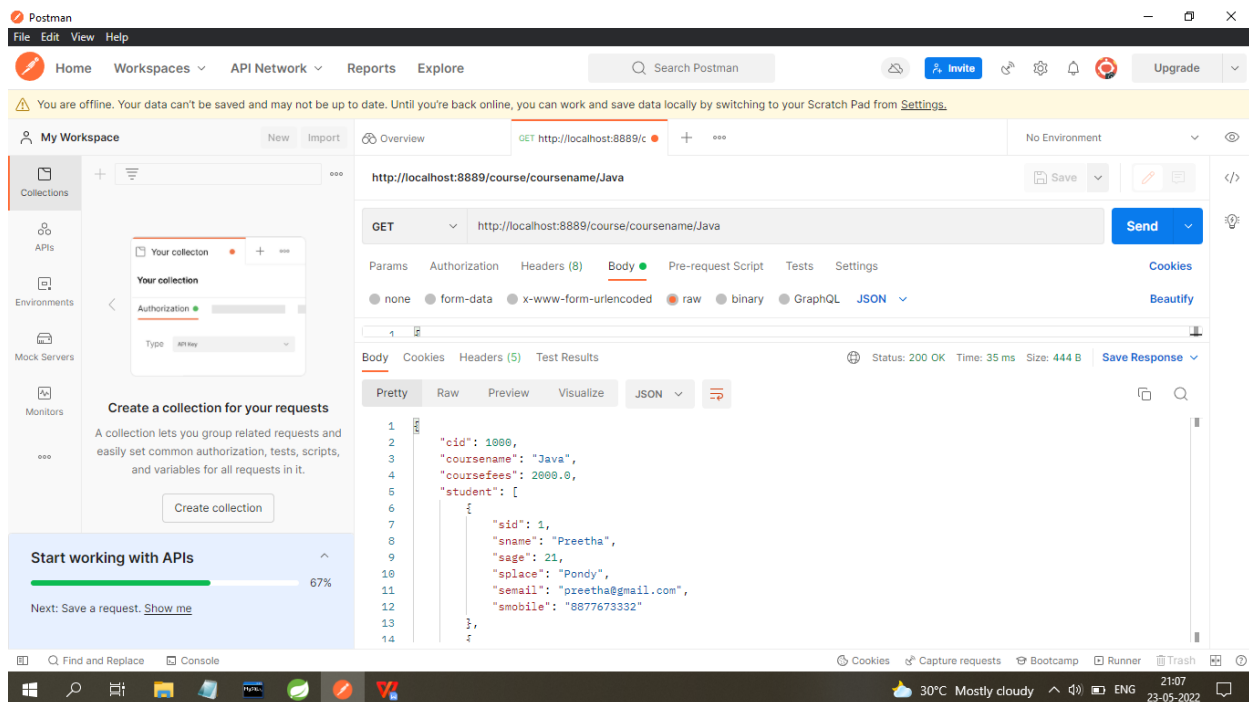 Postman
File Edit View Help
Home Workspaces API Network Reports Explore Search Postman Invite Upgrade
You are offline. Your data can't be saved and may not be up to date. Until you're back online, you can work and save data locally by switching to your Scratch Pad from Settings.
My Workspace New Import Overview GET http://localhost:8889/c No Environment
Collections
APIs
Environments
Mock Servers
Monitors
Your collecton
Your collection
Authorization
Type API Key
Create a collection for your requests
A collection lets you group related requests and
easily set common authorization, tests, scripts,
and variables for all requests in it.
Create collection
Start working with APIs
67%
Next: Save a request. Show me
http://localhost:8889/course/coursename/Java Save
GET http://localhost:8889/course/coursename/Java Send
Params Authorization Headers (8) Body Pre-request Script Tests Settings Cookies
none form-data x-www-form-urlencoded raw binary GraphQL JSON Beautify
1 {
Body Cookies Headers (5) Test Results Status: 200 OK Time: 35 ms Size: 444 B Save Response
Pretty Raw Preview Visualize JSON
1 {
2 "cid": 1000,
3 "coursename": "Java",
4 "coursefees": 2000.0,
5 "student": [
6 {
7 "sid": 1,
8 "sname": "Preetha",
9 "sage": 21,
10 "splace": "Pondy",
11 "semail": "preetha@gmail.com",
12 "smobile": "8877673332"
13 },
14 {
Find and Replace Console Cookies Capture requests Bootcamp Runner Trash
30°C Mostly cloudy ENG 21:07
23-05-2022